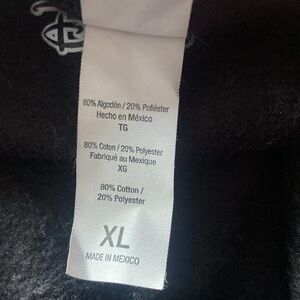 80% Algodón / 20% Poliéster
Hecho en México
TG
80% Coton / 20% Polyester
Fabriqué au Mexique
XG
80% Cotton /
20% Polyester
XL
MADE IN MEXICO